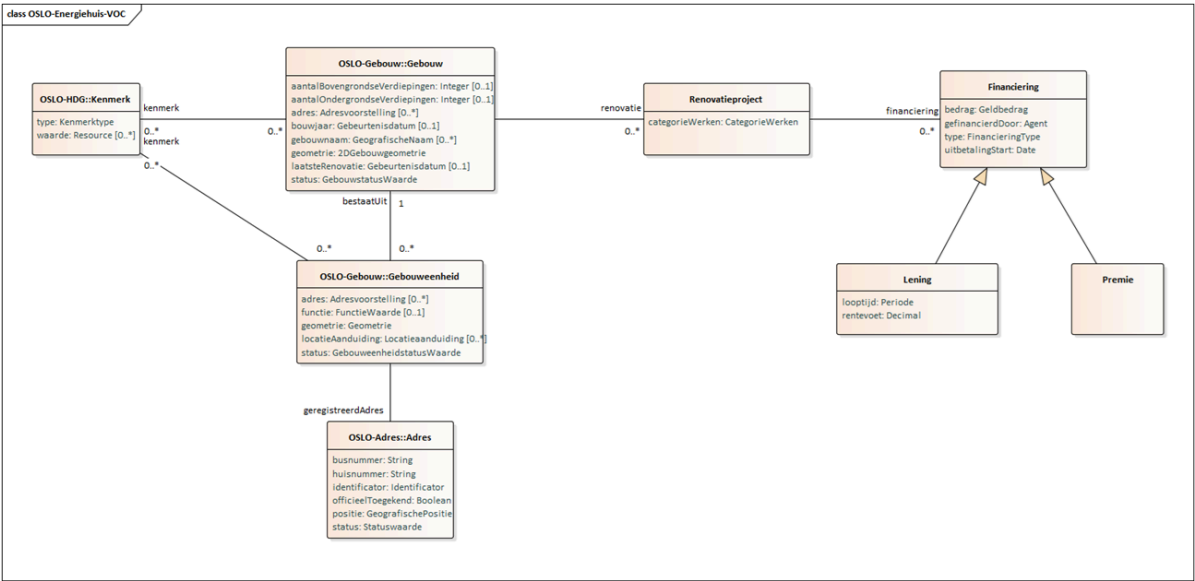 class OSLO-Energiehuis-VOC
OSLO-HDG::Kenmerk
type: Kenmerktype
waarde: Resource [0..*]
kenmerk
0..*
0..*
kenmerk
0..*
OSLO-Gebouw::Gebouw
aantalBovengrondseVerdiepingen: Integer [0..1]
aantalOndergrondseVerdiepingen: Integer [0..1]
adres: Adresvoorstelling [0..*]
bouwjaar: Gebeurtenisdatum [0..1]
gebouwnaam: GeografischeNaam [0..*]
geometrie: 2DGebouwgeometrie
laatsteRenovatie: Gebeurtenisdatum [0..1]
status: GebouwstatusWaarde
renovatie
0..*
Renovatieproject
categorieWerken: CategorieWerken
financiering
0..*
Financiering
bedrag: Geldbedrag
gefinancierdDoor: Agent
type: FinancieringType
uitbetalingStart: Date
bestaatUit
1
0..*
0..*
OSLO-Gebouw::Gebouweenheid
adres: Adresvoorstelling [0..*]
functie: FunctieWaarde [0..1]
geometrie: Geometrie
locatieAanduiding: Locatieaanduiding [0..*]
status: GebouweenheidstatusWaarde
Lening
looptijd: Periode
rentevoet: Decimal
Premie
geregistreerdAdres
OSLO-Adres::Adres
busnummer: String
huisnummer: String
identificator: Identificator
officieelToegekend: Boolean
positie: GeografischePositie
status: Statuswaarde